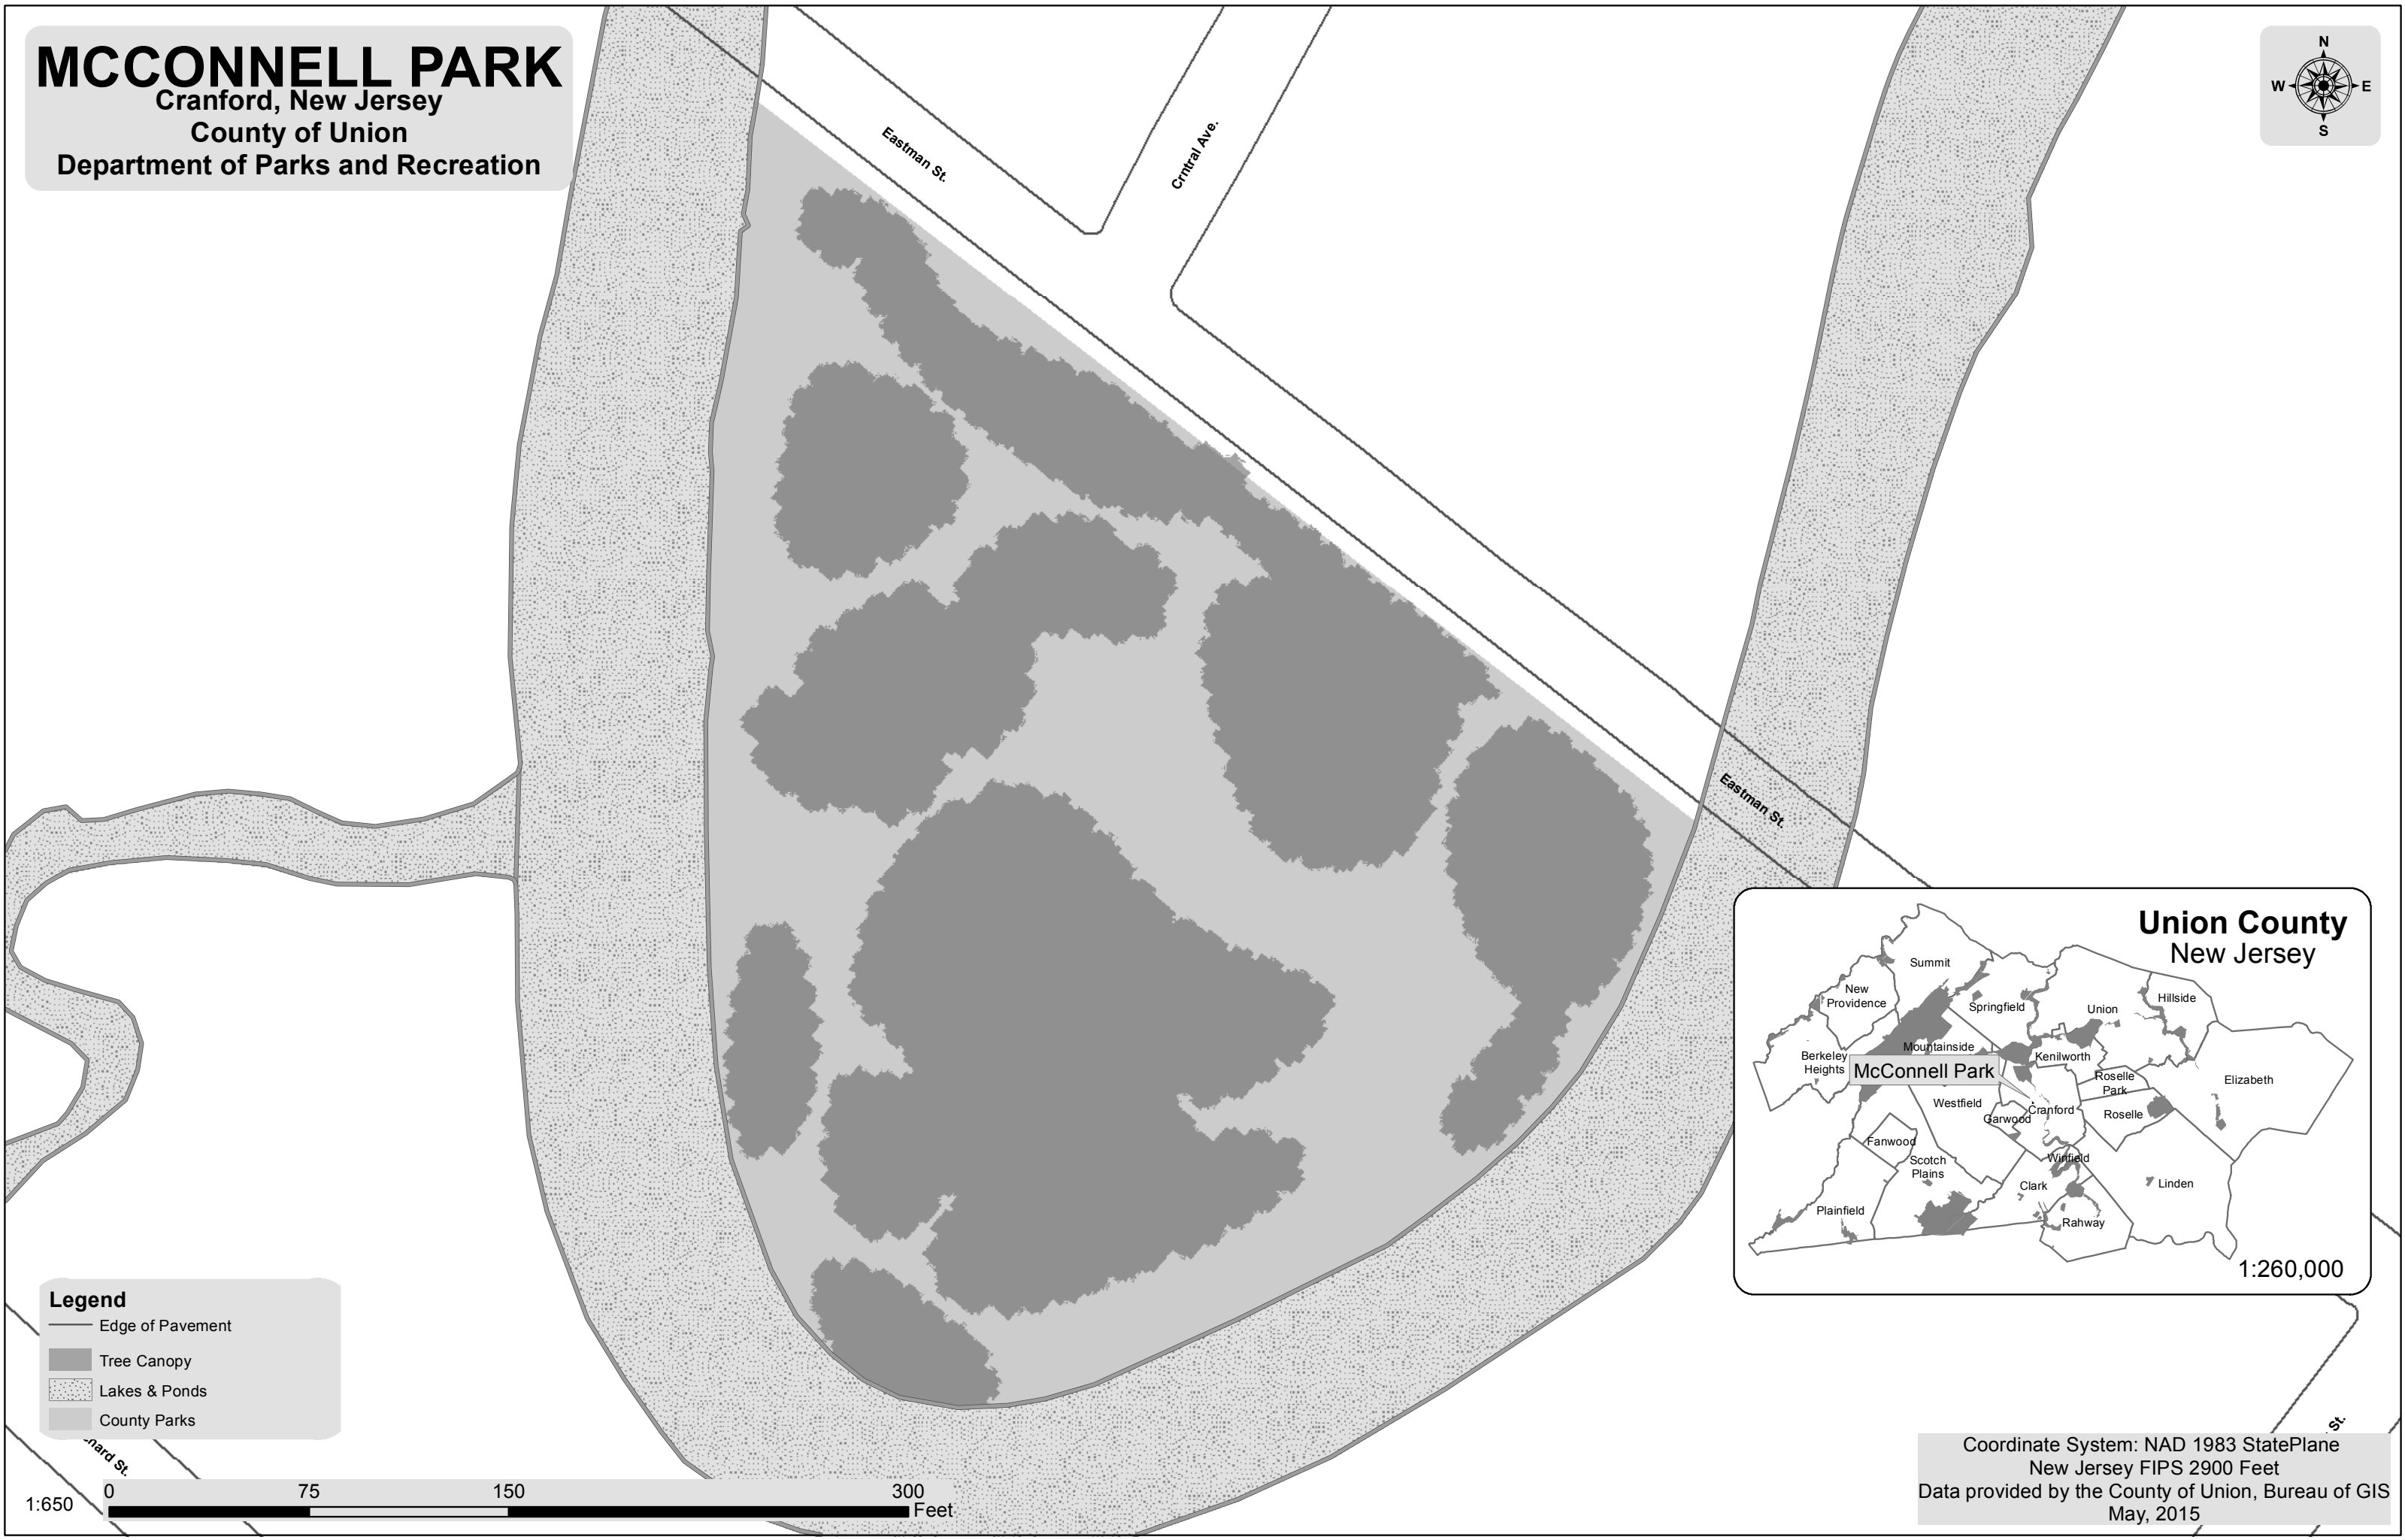 MCCONNELL PARK
Cranford, New Jersey
County of Union
Department of Parks and Recreation
N
W
E
S
Eastman St.
Crntral Ave.
Eastman St.
Union County
New Jersey
Summit
New
Providence
Springfield
Union
Hillside
Berkeley
Heights
Mountainside
Kenilworth
McConnell Park
Roselle
Park
Elizabeth
Westfield
Garwood
Cranford
Roselle
Fanwood
Scotch
Plains
Winfield
Clark
Linden
Plainfield
Rahway
1:260,000
Legend
Edge of Pavement
Tree Canopy
Lakes & Ponds
County Parks
St.
St.
1:650
0
75
150
300
Feet
Coordinate System: NAD 1983 StatePlane
New Jersey FIPS 2900 Feet
Data provided by the County of Union, Bureau of GIS
May, 2015